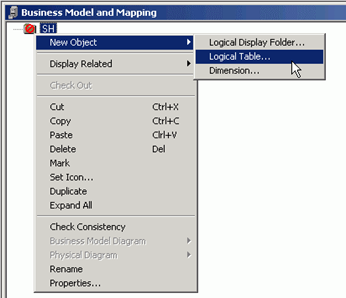 Business Model and Mapping
SH
New Object
Logical Display Folder...
Logical Table...
Dimension...
Display Related
Check Out
Cut Ctrl+X
Copy Ctrl+C
Paste Ctrl+V
Delete Del
Mark
Set Icon...
Duplicate
Expand All
Check Consistency
Business Model Diagram
Physical Diagram
Rename
Properties...